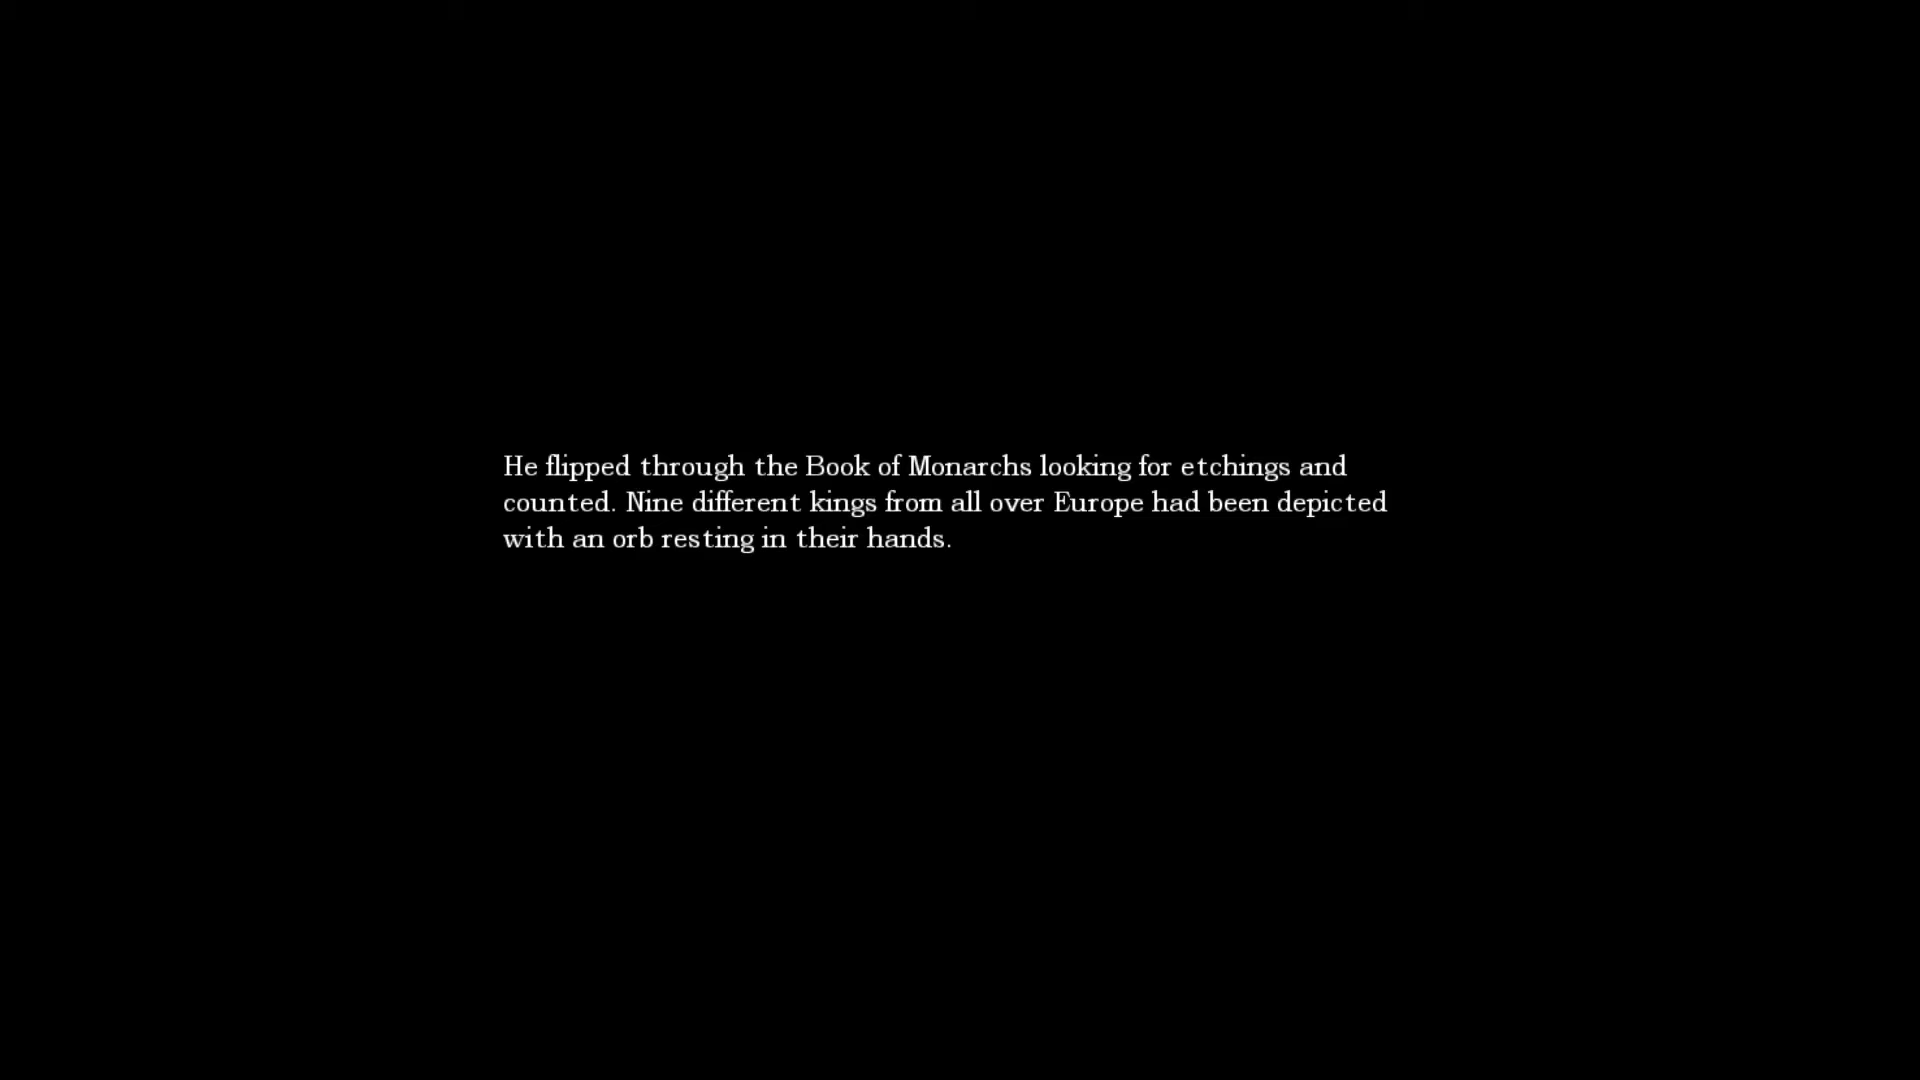 He flipped through the Book of Monarchs looking for etchings and
counted. Nine different kings from all over Europe had been depicted
with an orb resting in their hands.